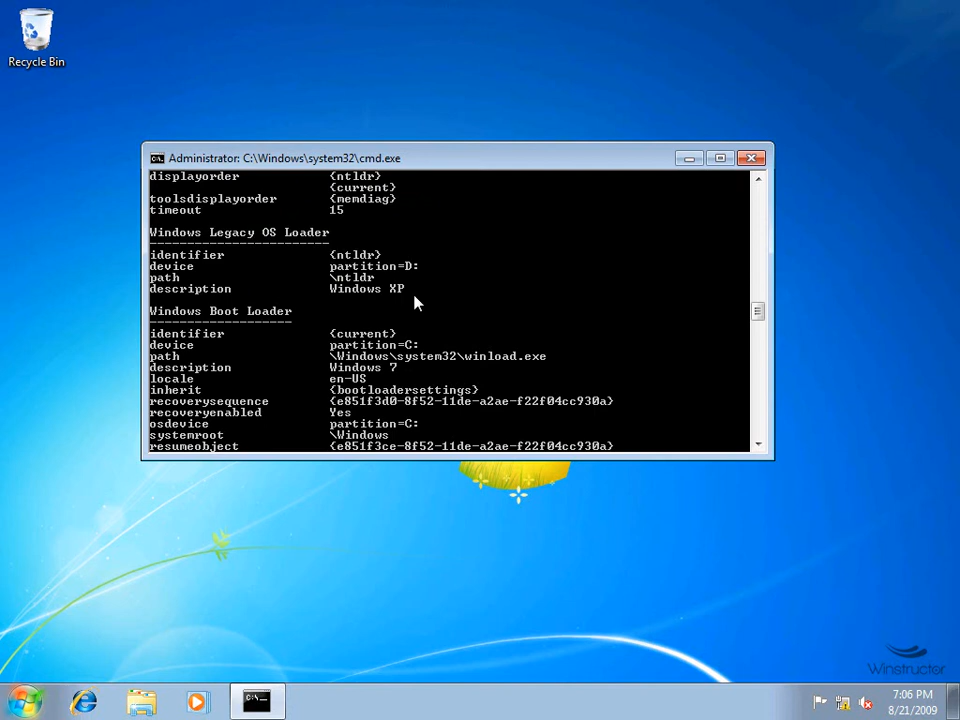 Recycle Bin
Administrator: C:\Windows\system32\cmd.exe
displayorder {ntldr}
{current}
toolsdisplayorder {memdiag}
timeout 15
Windows Legacy OS Loader
------------------------
identifier {ntldr}
device partition=D:
path \ntldr
description Windows XP
Windows Boot Loader
-------------------
identifier {current}
device partition=C:
path \Windows\system32\winload.exe
description Windows 7
locale en-US
inherit {bootloadersettings}
recoverysequence {e851f3d0-8f52-11de-a2ae-f22f04cc930a}
recoveryenabled Yes
osdevice partition=C:
systemroot \Windows
resumeobject {e851f3ce-8f52-11de-a2ae-f22f04cc930a}
Winstructor
7:06 PM
8/21/2009